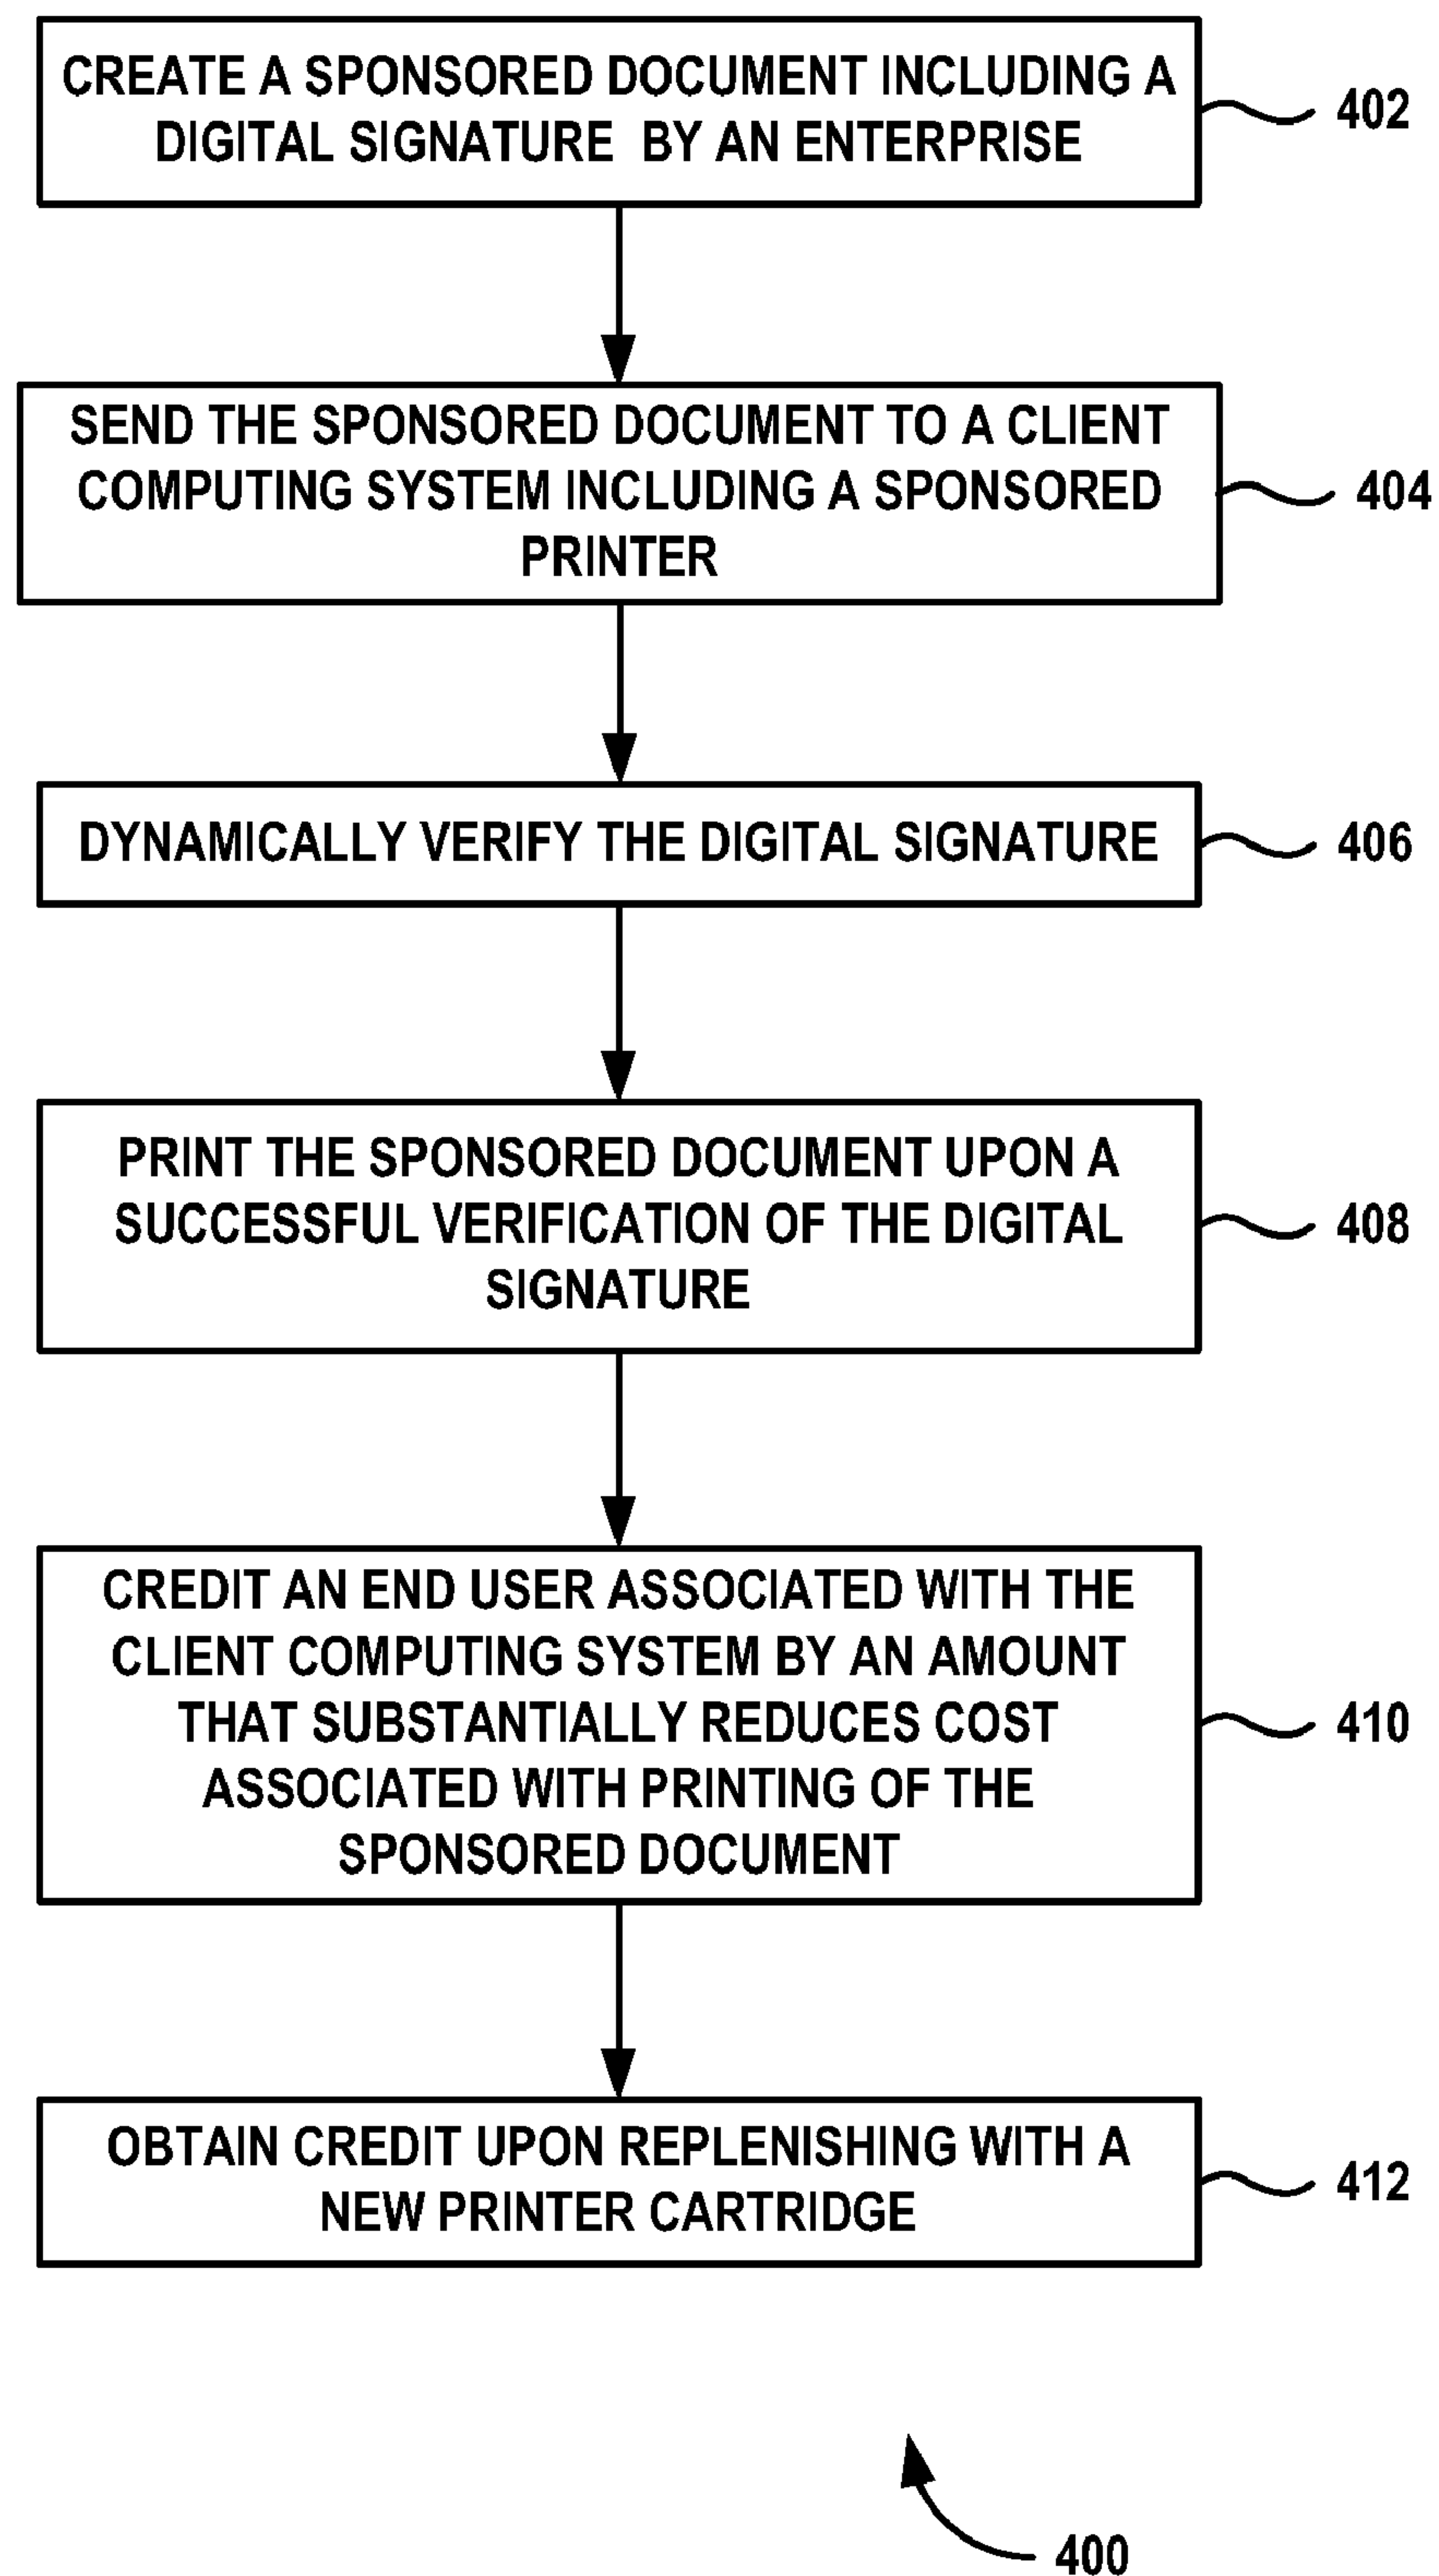 CREATE A SPONSORED DOCUMENT INCLUDING A
DIGITAL SIGNATURE BY AN ENTERPRISE
402
SEND THE SPONSORED DOCUMENT TO A CLIENT
COMPUTING SYSTEM INCLUDING A SPONSORED
PRINTER
404
DYNAMICALLY VERIFY THE DIGITAL SIGNATURE
406
PRINT THE SPONSORED DOCUMENT UPON A
SUCCESSFUL VERIFICATION OF THE DIGITAL
SIGNATURE
408
CREDIT AN END USER ASSOCIATED WITH THE
CLIENT COMPUTING SYSTEM BY AN AMOUNT
THAT SUBSTANTIALLY REDUCES COST
ASSOCIATED WITH PRINTING OF THE
SPONSORED DOCUMENT
410
OBTAIN CREDIT UPON REPLENISHING WITH A
NEW PRINTER CARTRIDGE
412
400